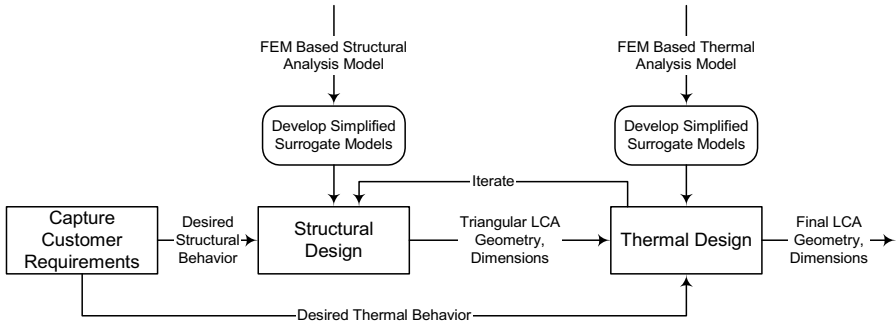 FEM Based Structural
Analysis Model
FEM Based Thermal
Analysis Model
Develop Simplified
Surrogate Models
Develop Simplified
Surrogate Models
Iterate
Capture
Customer
Requirements
Desired
Structural
Behavior
Structural
Design
Triangular LCA
Geometry,
Dimensions
Thermal Design
Final LCA
Geometry,
Dimensions
Desired Thermal Behavior